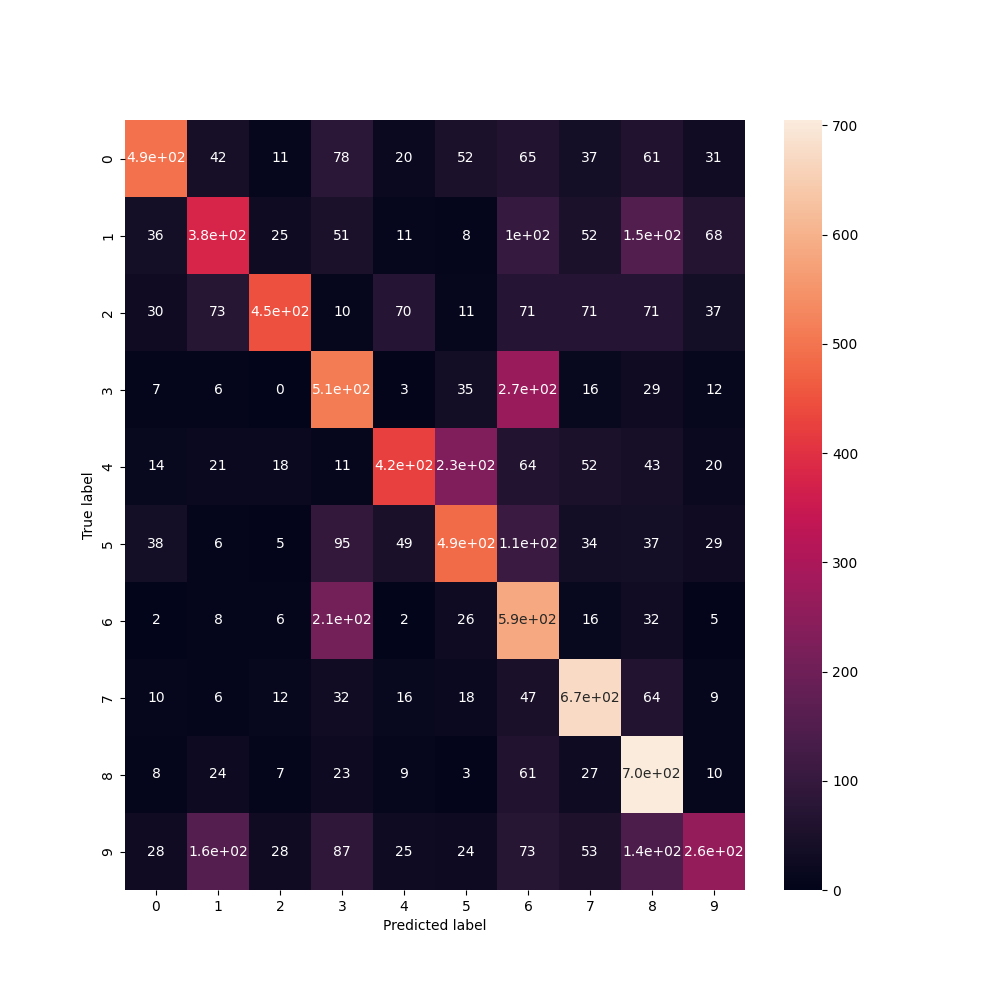 0 4.9e+02 42 11 78 20 52 65 37 61 31
1 36 3.8e+02 25 51 11 8 1e+02 52 1.5e+02 68
2 30 73 4.5e+02 10 70 11 71 71 71 37
3 7 6 0 5.1e+02 3 35 2.7e+02 16 29 12
4 14 21 18 11 4.2e+02 2.3e+02 64 52 43 20
5 38 6 5 95 49 4.9e+02 1.1e+02 34 37 29
6 2 8 6 2.1e+02 2 26 5.9e+02 16 32 5
7 10 6 12 32 16 18 47 6.7e+02 64 9
8 8 24 7 23 9 3 61 27 7.0e+02 10
9 28 1.6e+02 28 87 25 24 73 53 1.4e+02 2.6e+02
0 1 2 3 4 5 6 7 8 9
Predicted label
True label
700
600
500
400
300
200
100
0